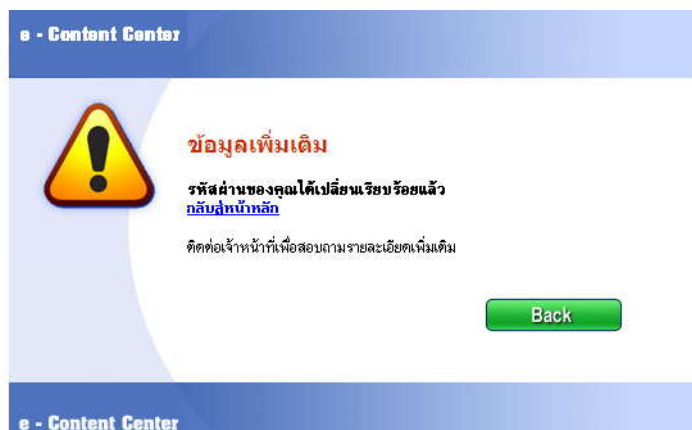 e - Content Center
ข้อมูลเพิ่มเติม
รหัสผ่านของคุณได้เปลี่ยนเรียบร้อยแล้ว
กลับสู่หน้าหลัก
ติดต่อเจ้าหน้าที่เพื่อสอบถามรายละเอียดเพิ่มเติม
Back
e - Content Center